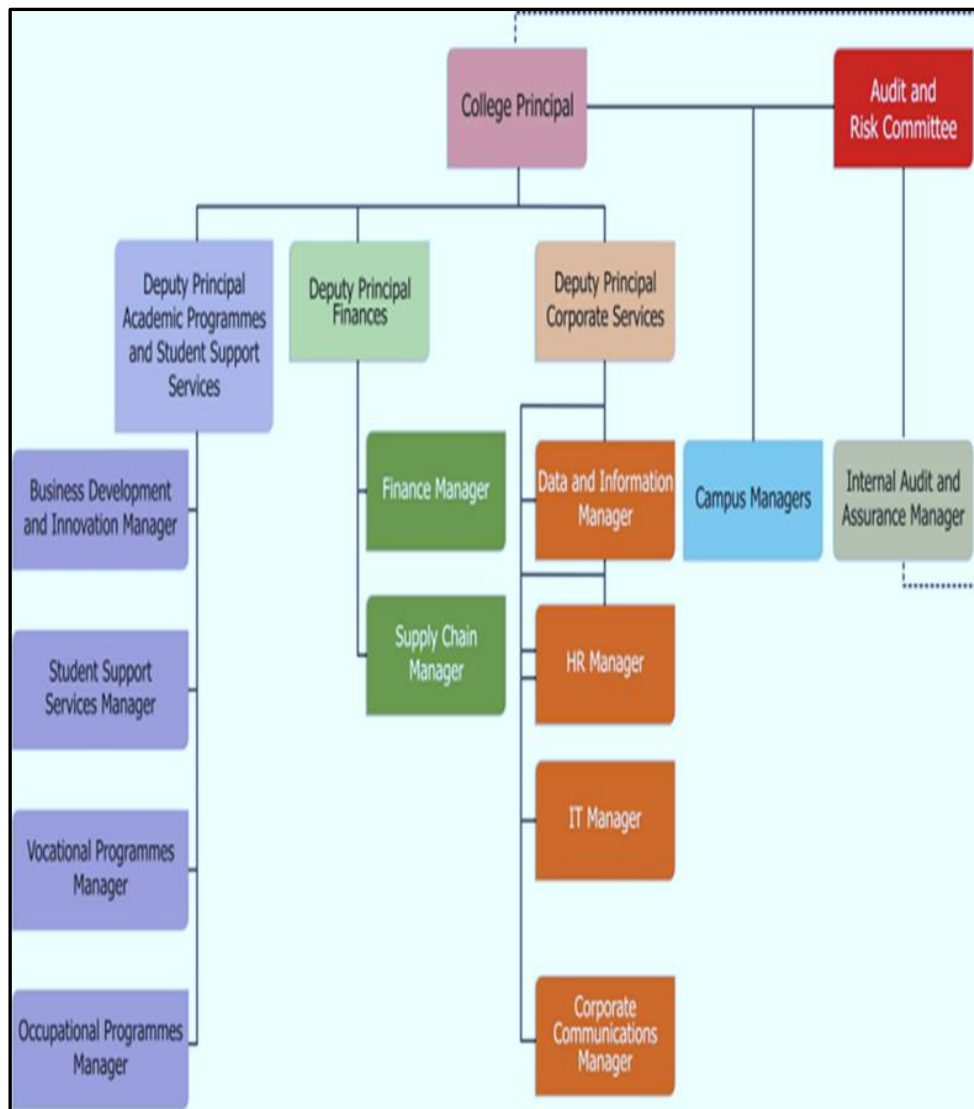 College Principal
Audit and
Risk Committee
Deputy Principal
Academic Programmes
and Student Support
Services
Deputy Principal
Finances
Deputy Principal
Corporate Services
Business Development
and Innovation Manager
Finance Manager
Data and Information
Manager
Campus Managers
Internal Audit and
Assurance Manager
Student Support
Services Manager
Supply Chain
Manager
HR Manager
Vocational Programmes
Manager
IT Manager
Occupational Programmes
Manager
Corporate
Communications
Manager